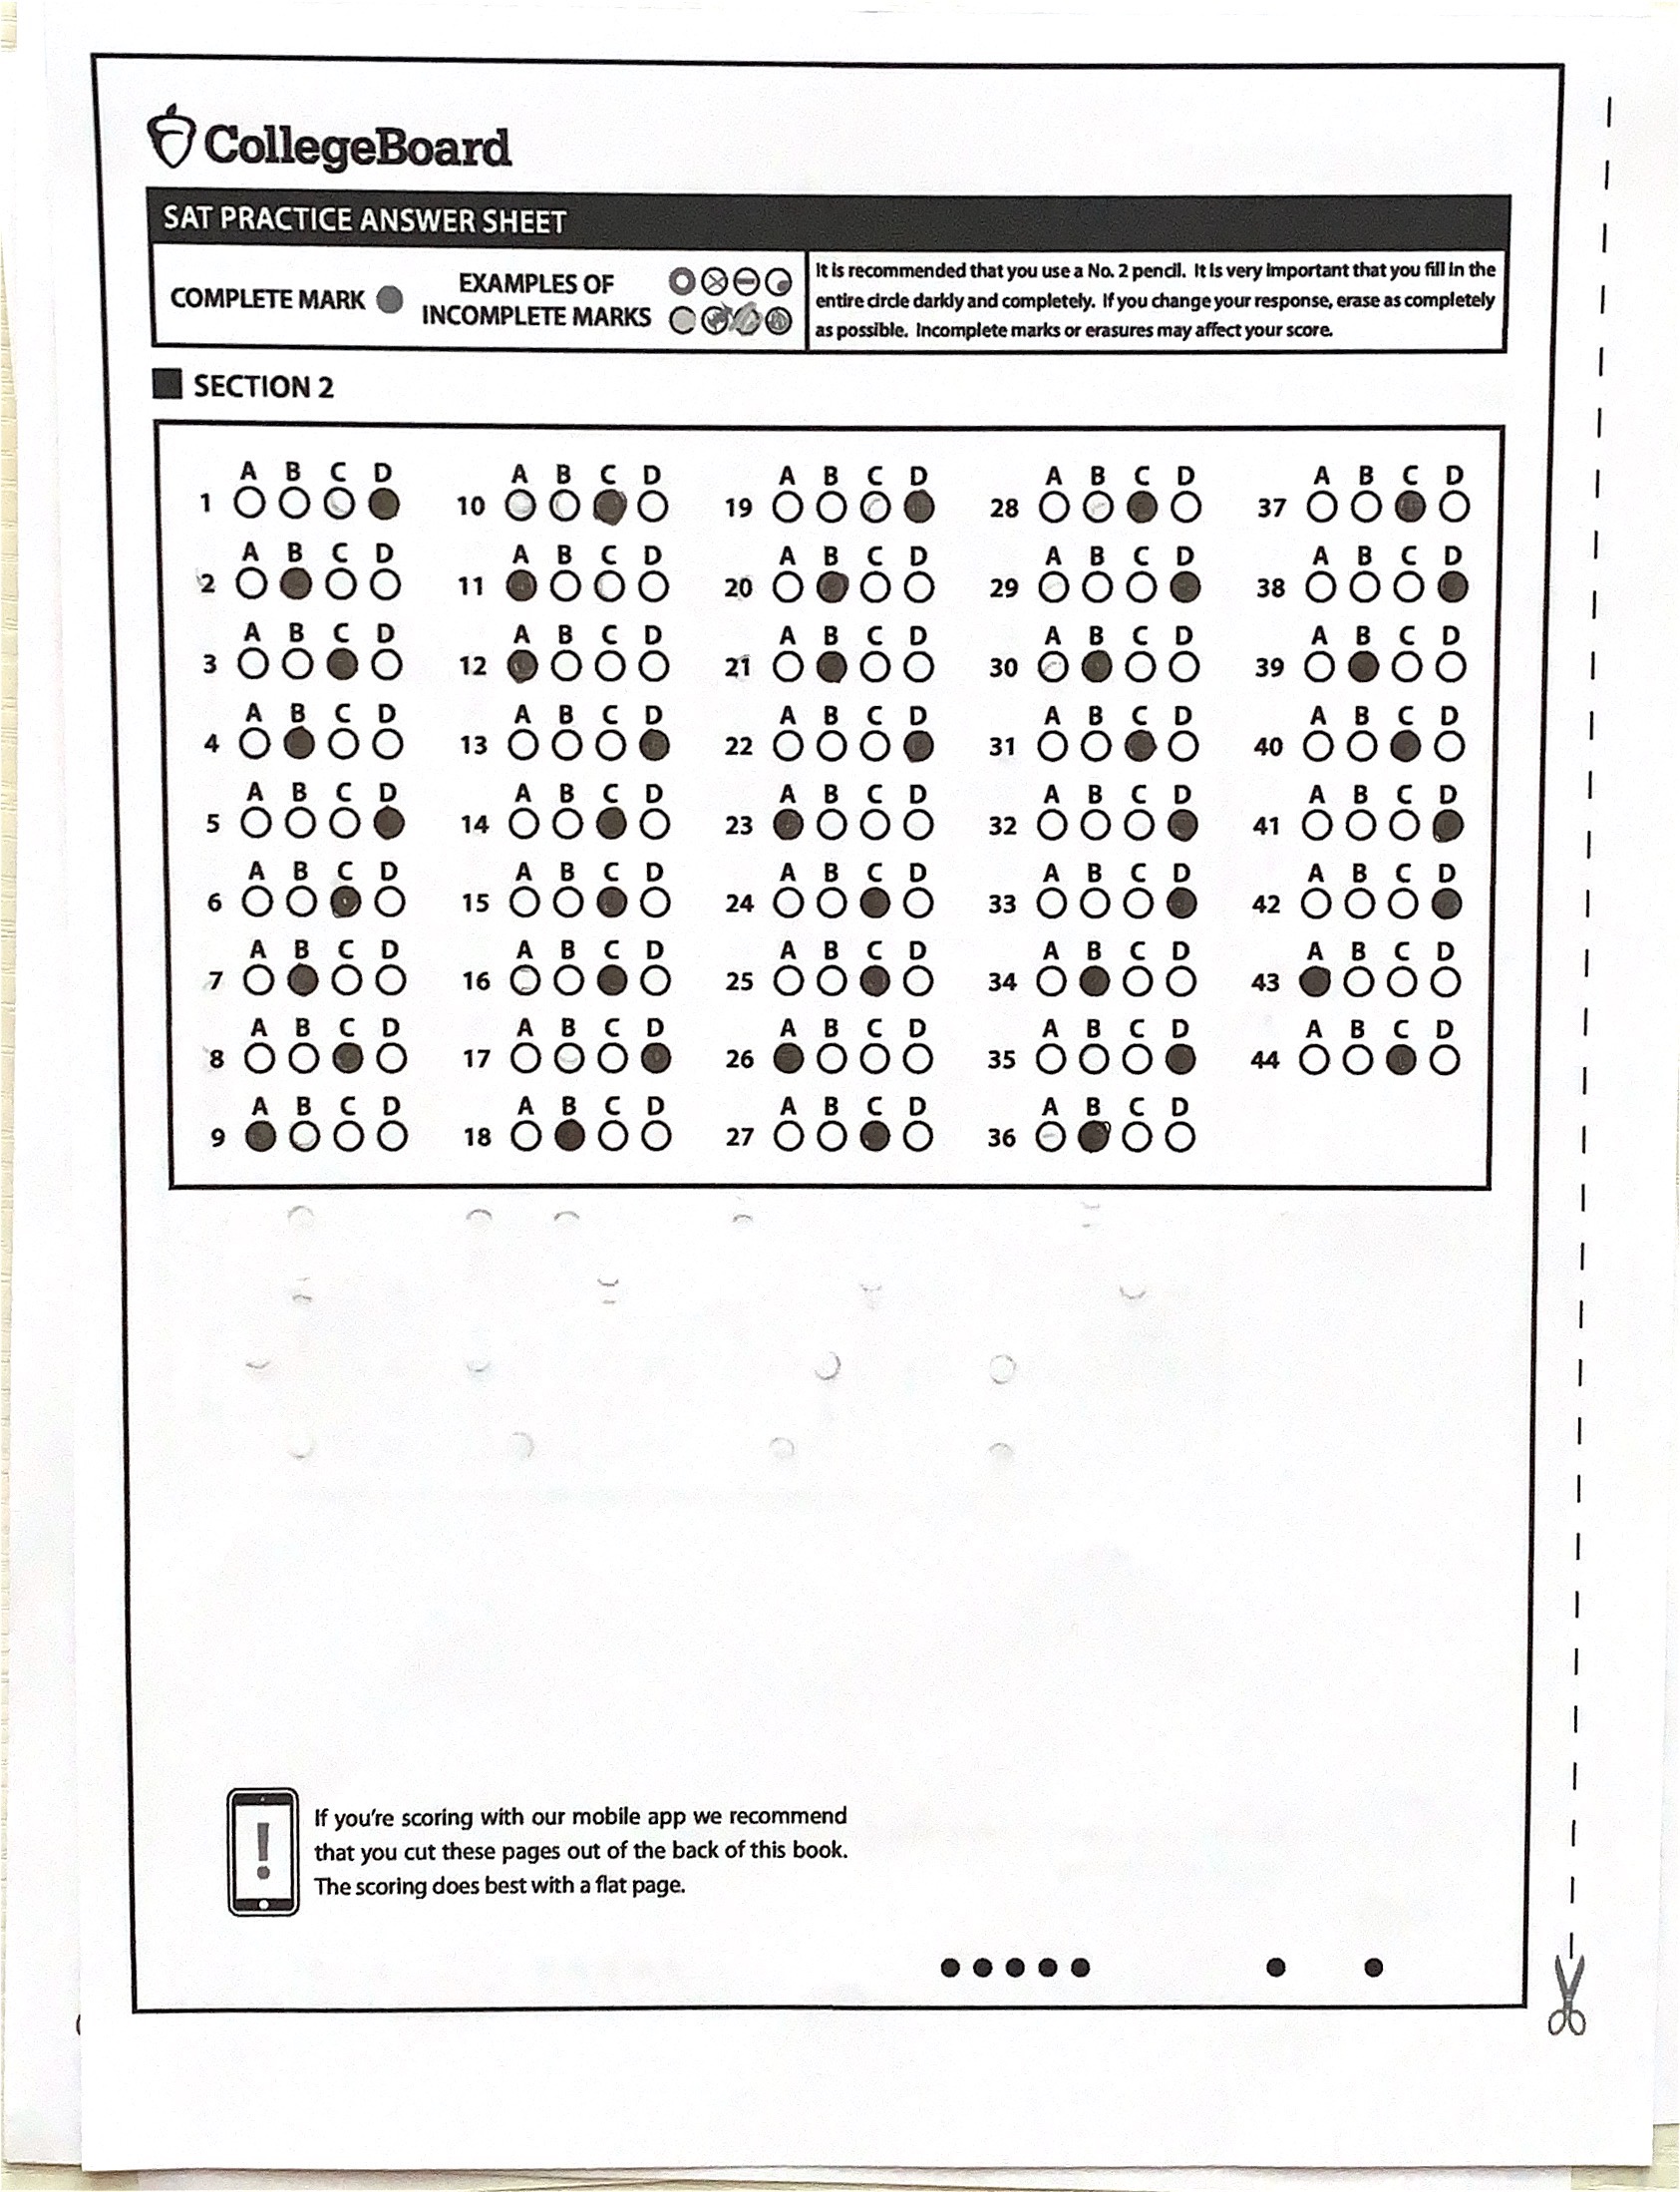 CollegeBoard
SAT PRACTICE ANSWER SHEET
COMPLETE MARK
EXAMPLES OF
INCOMPLETE MARKS
It is recommended that you use a No. 2 pencil. It is very important that you fill in the
entire circle darkly and completely. If you change your response, erase as completely
as possible. Incomplete marks or erasures may affect your score.
SECTION 2
A B C D A B C D A B C D A B C D A B C D
1 10 19 28 37
A B C D A B C D A B C D A B C D A B C D
2 11 20 29 38
A B C D A B C D A B C D A B C D A B C D
3 12 21 30 39
A B C D A B C D A B C D A B C D A B C D
4 13 22 31 40
A B C D A B C D A B C D A B C D A B C D
5 14 23 32 41
A B C D A B C D A B C D A B C D A B C D
6 15 24 33 42
A B C D A B C D A B C D A B C D A B C D
7 16 25 34 43
A B C D A B C D A B C D A B C D A B C D
8 17 26 35 44
A B C D A B C D A B C D A B C D
9 18 27 36
If you're scoring with our mobile app we recommend
that you cut these pages out of the back of this book.
The scoring does best with a flat page.